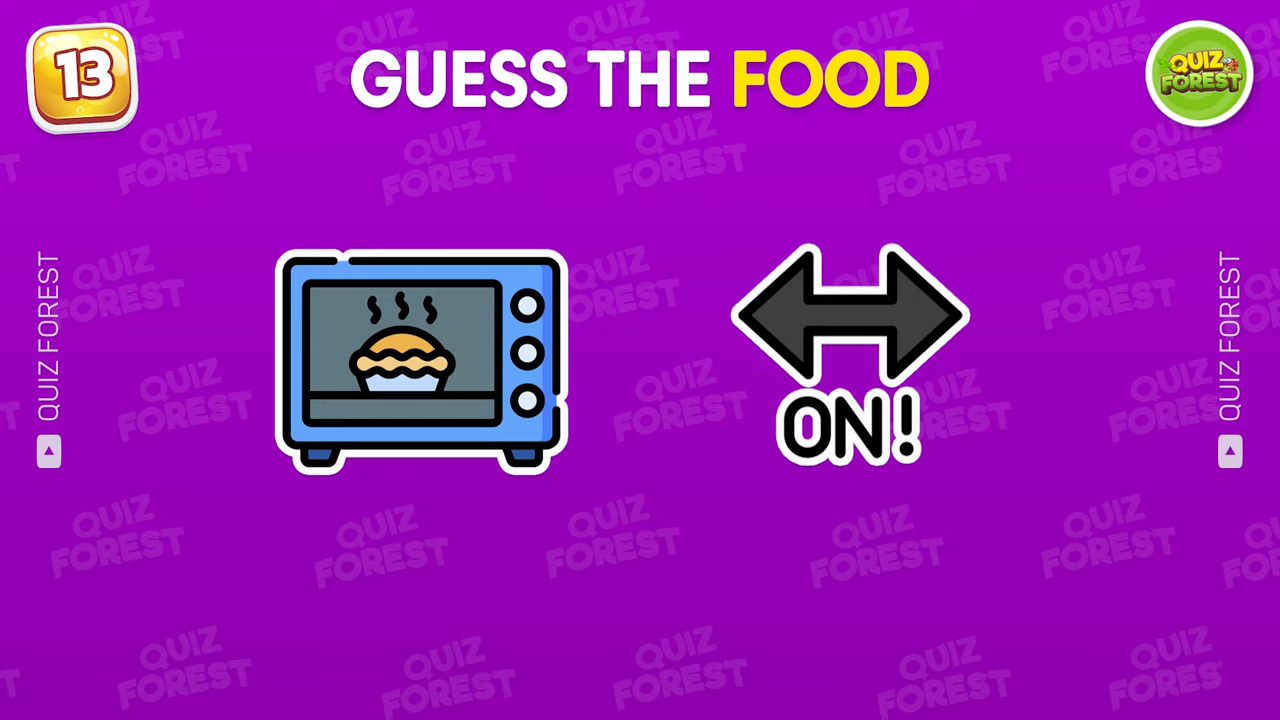 13
GUESS THE FOOD
QUIZ
FOREST
QUIZ FOREST
ON!
QUIZ FOREST